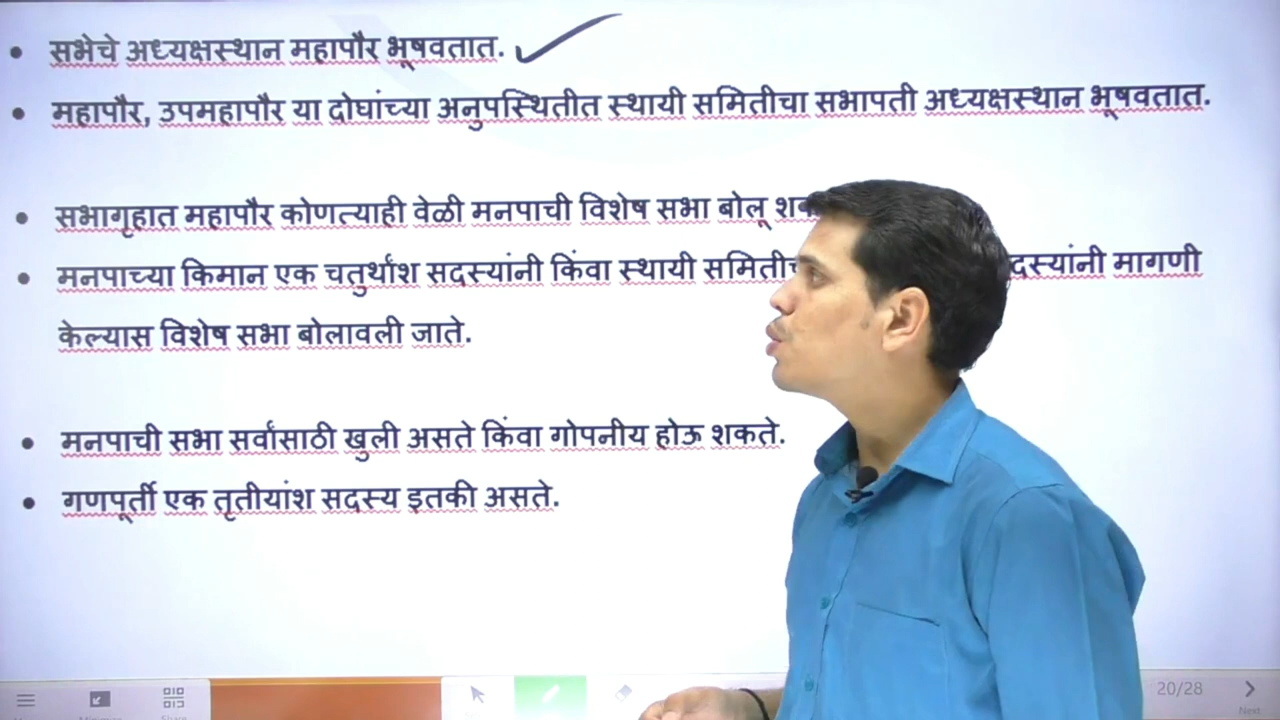 सभेचे अध्यक्षस्थान महापौर भूषवतात.
महापौर, उपमहापौर या दोघांच्या अनुपस्थितीत स्थायी समितीचा सभापती अध्यक्षस्थान भूषवतात.
सभागृहात महापौर कोणत्याही वेळी मनपाची विशेष सभा बोलू
मनपाच्या किमान एक चतुर्थांश सदस्यांनी किंवा स्थायी मागणी
केल्यास विशेष सभा बोलावली जाते.
मनपाची सभा सर्वांसाठी खुली असते किंवा गोपनीय होऊ शकते.
गणपूर्ती एक तृतीयांश सदस्य इतकी असते.
Share 20/28 Next